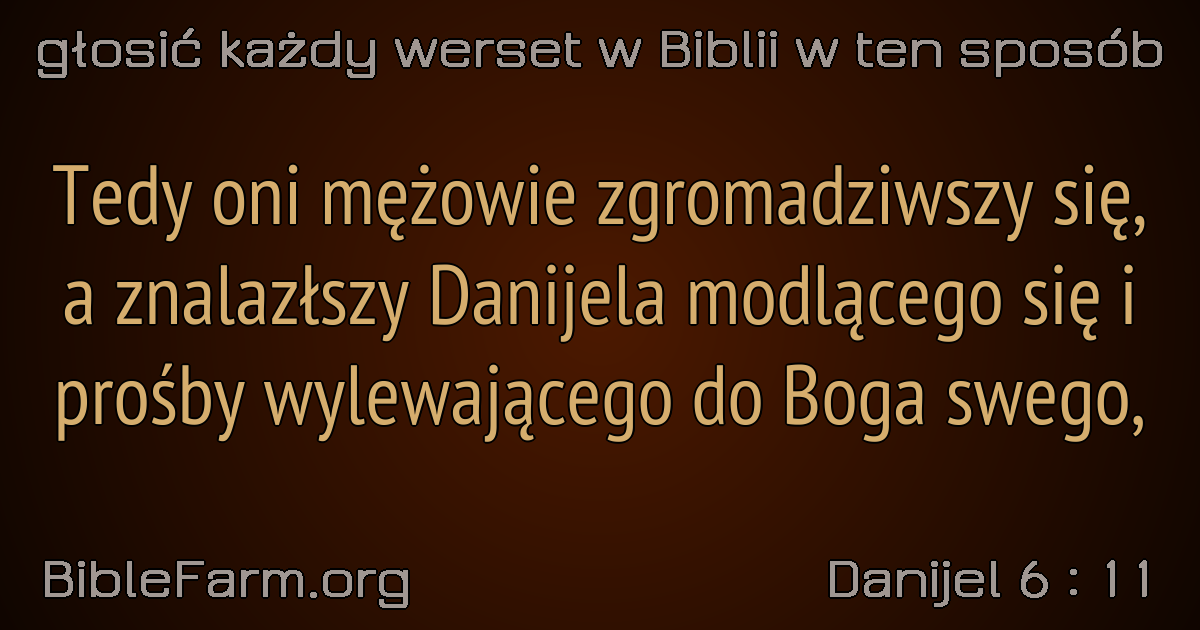 głosić każdy werset w Biblii w ten sposób
Tedy oni mężowie zgromadziwszy się,
a znalazłszy Danijela modlącego się i
prośby wylewającego do Boga swego,
BibleFarm.org
Danijel 6 : 11